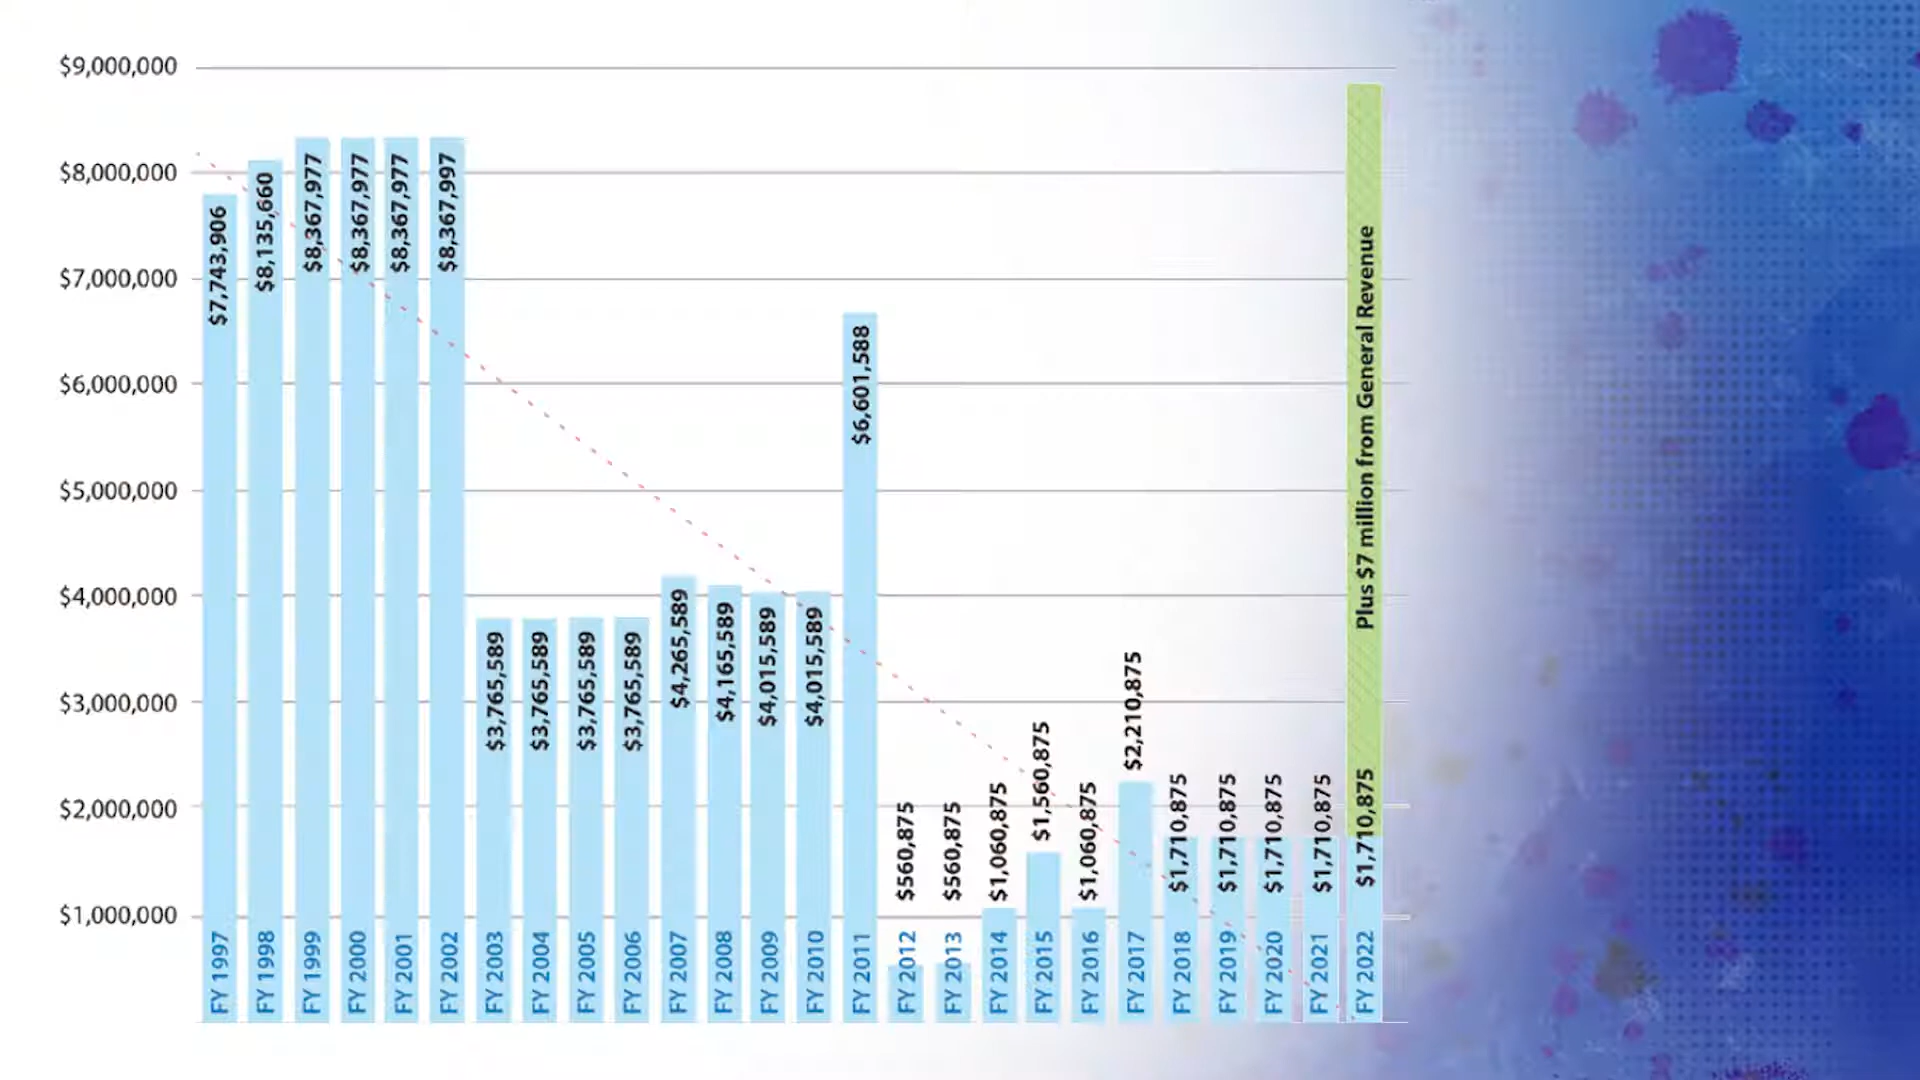 $9,000,000
$8,000,000
$7,000,000
$6,000,000
$5,000,000
$4,000,000
$3,000,000
$2,000,000
$1,000,000
$7,743,906
$8,135,660
$8,367,977
$8,367,977
$8,367,977
$8,367,997
$3,765,589
$3,765,589
$3,765,589
$3,765,589
$4,265,589
$4,165,589
$4,015,589
$4,015,589
$6,601,588
$560,875
$560,875
$1,060,875
$1,560,875
$1,060,875
$2,210,875
$1,710,875
$1,710,875
$1,710,875
$1,710,875
$1,710,875
Plus $7 million from General Revenue
FY 1997
FY 1998
FY 1999
FY 2000
FY 2001
FY 2002
FY 2003
FY 2004
FY 2005
FY 2006
FY 2007
FY 2008
FY 2009
FY 2010
FY 2011
FY 2012
FY 2013
FY 2014
FY 2015
FY 2016
FY 2017
FY 2018
FY 2019
FY 2020
FY 2021
FY 2022